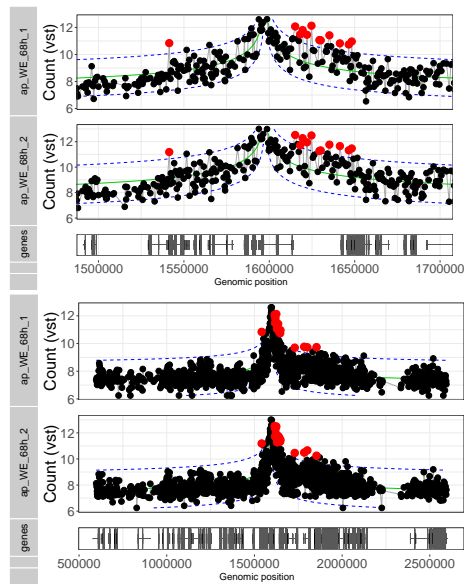 ap_WE_68h_1
Count (vst)
12
10
8
6
ap_WE_68h_2
Count (vst)
12
10
8
6
genes
1500000 1550000 1600000 1650000 1700000
Genomic position
ap_WE_68h_1
Count (vst)
12
10
8
6
ap_WE_68h_2
Count (vst)
12
10
8
6
genes
500000 1000000 1500000 2000000 2500000
Genomic position